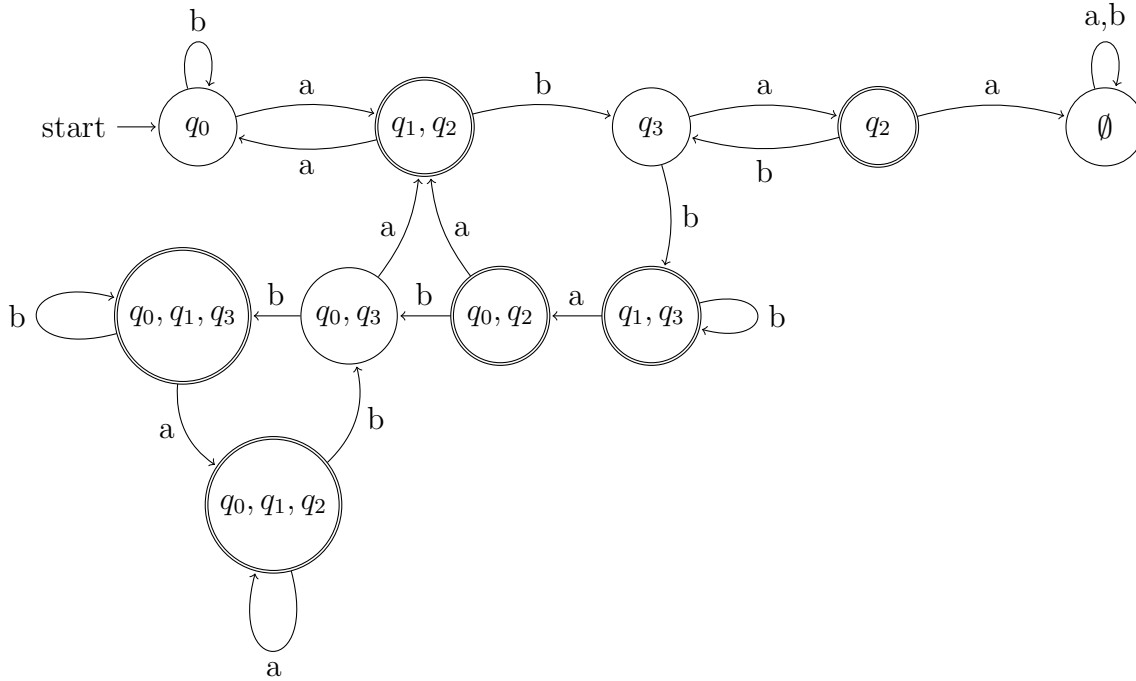 b a,b
a b a a
start q₀ q₁, q₂ q₃ q₂ ∅
a b
a a b
b q₀, q₁, q₃ b q₀, q₃ b q₀, q₂ a q₁, q₃ b
a b
q₀, q₁, q₂
a